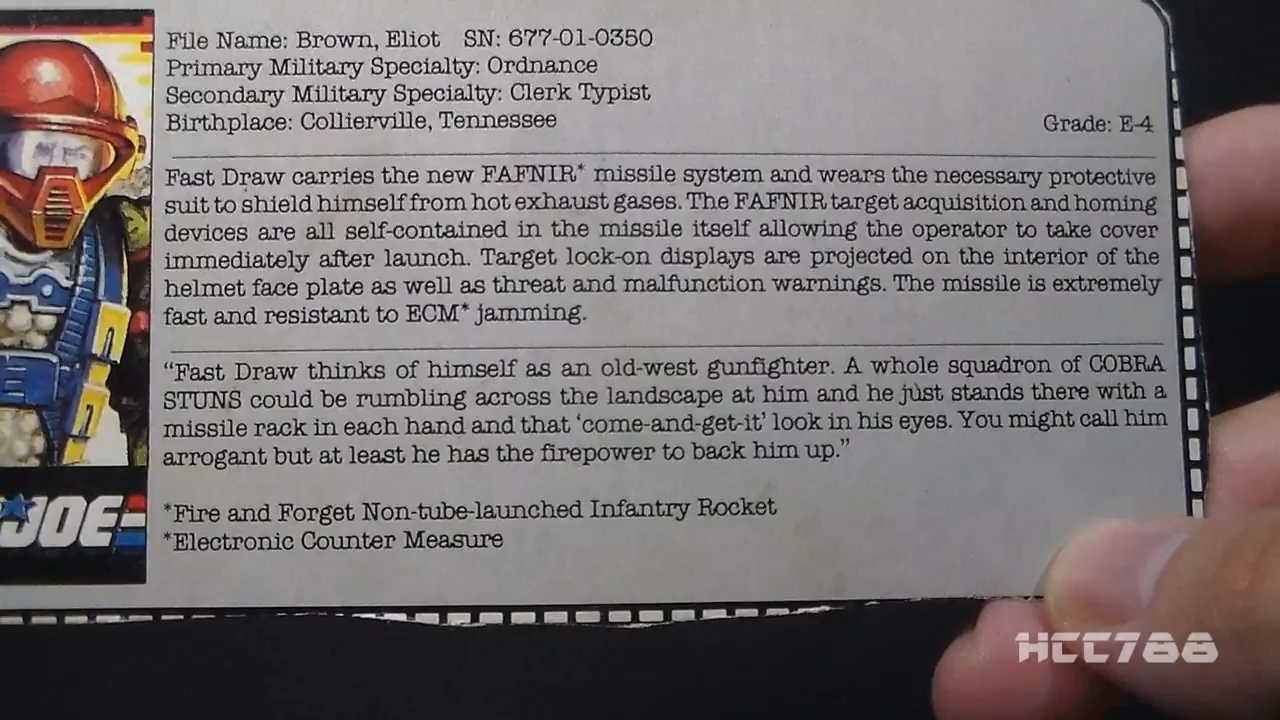 File Name: Brown, Eliot SN: 677-01-0350
Primary Military Specialty: Ordnance
Secondary Military Specialty: Clerk Typist
Birthplace: Collierville, Tennessee
Grade: E-4
Fast Draw carries the new FAFNIR* missile system and wears the necessary protective
suit to shield himself from hot exhaust gases. The FAFNIR target acquisition and homing
devices are all self-contained in the missile itself allowing the operator to take cover
immediately after launch. Target lock-on displays are projected on the interior of the
helmet face plate as well as threat and malfunction warnings. The missile is extremely
fast and resistant to ECM* jamming.
“Fast Draw thinks of himself as an old-west gunfighter. A whole squadron of COBRA
STUNS could be rumbling across the landscape at him and he just stands there with a
missile rack in each hand and that ‘come-and-get-it’ look in his eyes. You might call him
arrogant but at least he has the firepower to back him up.”
*Fire and Forget Non-tube-launched Infantry Rocket
*Electronic Counter Measure
JOE
HCC788